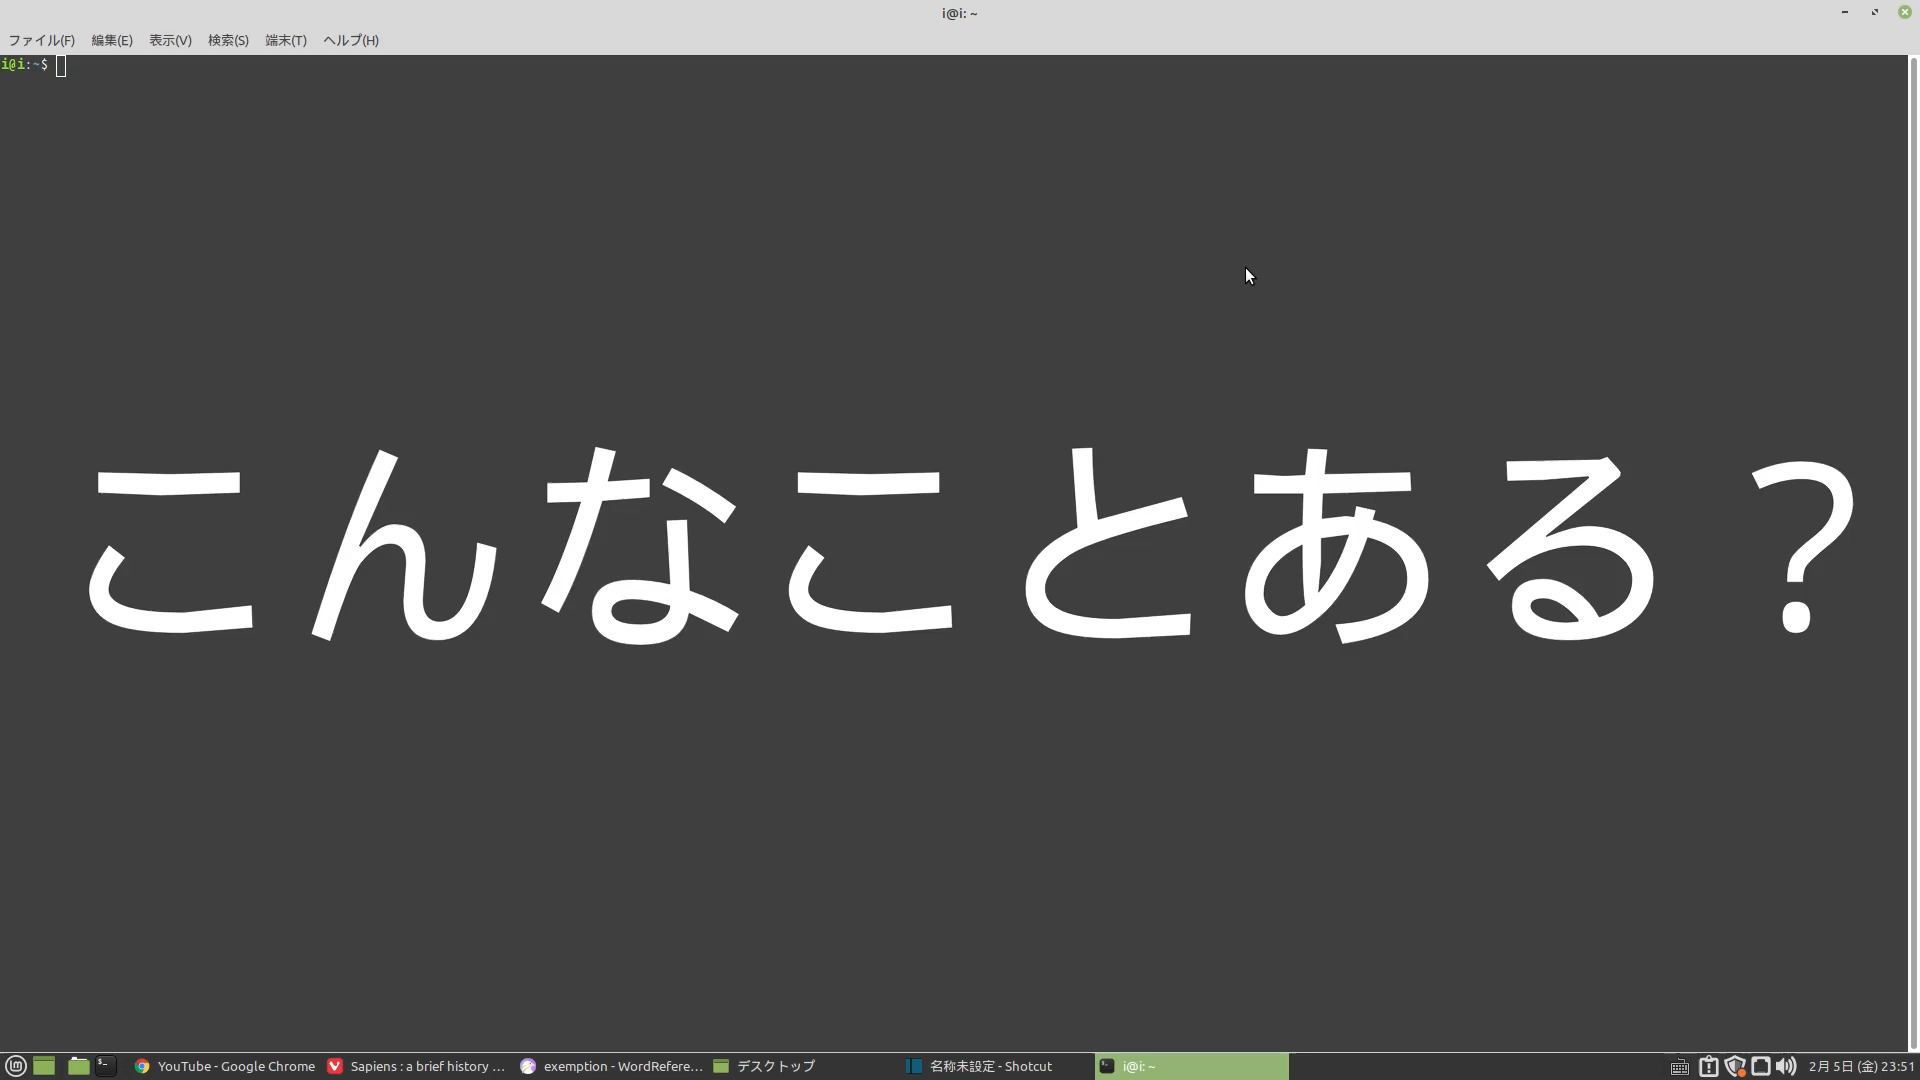 i@i: ~
ファイル(F) 編集(E) 表示(V) 検索(S) 端末(T) ヘルプ(H)
i@i:~$
こんなことある？
YouTube - Google Chrome Sapiens : a brief history ... exemption - WordRefere... デスクトップ 名称未設定 - Shotcut i@i: ~ 2月 5日 (金) 23:51